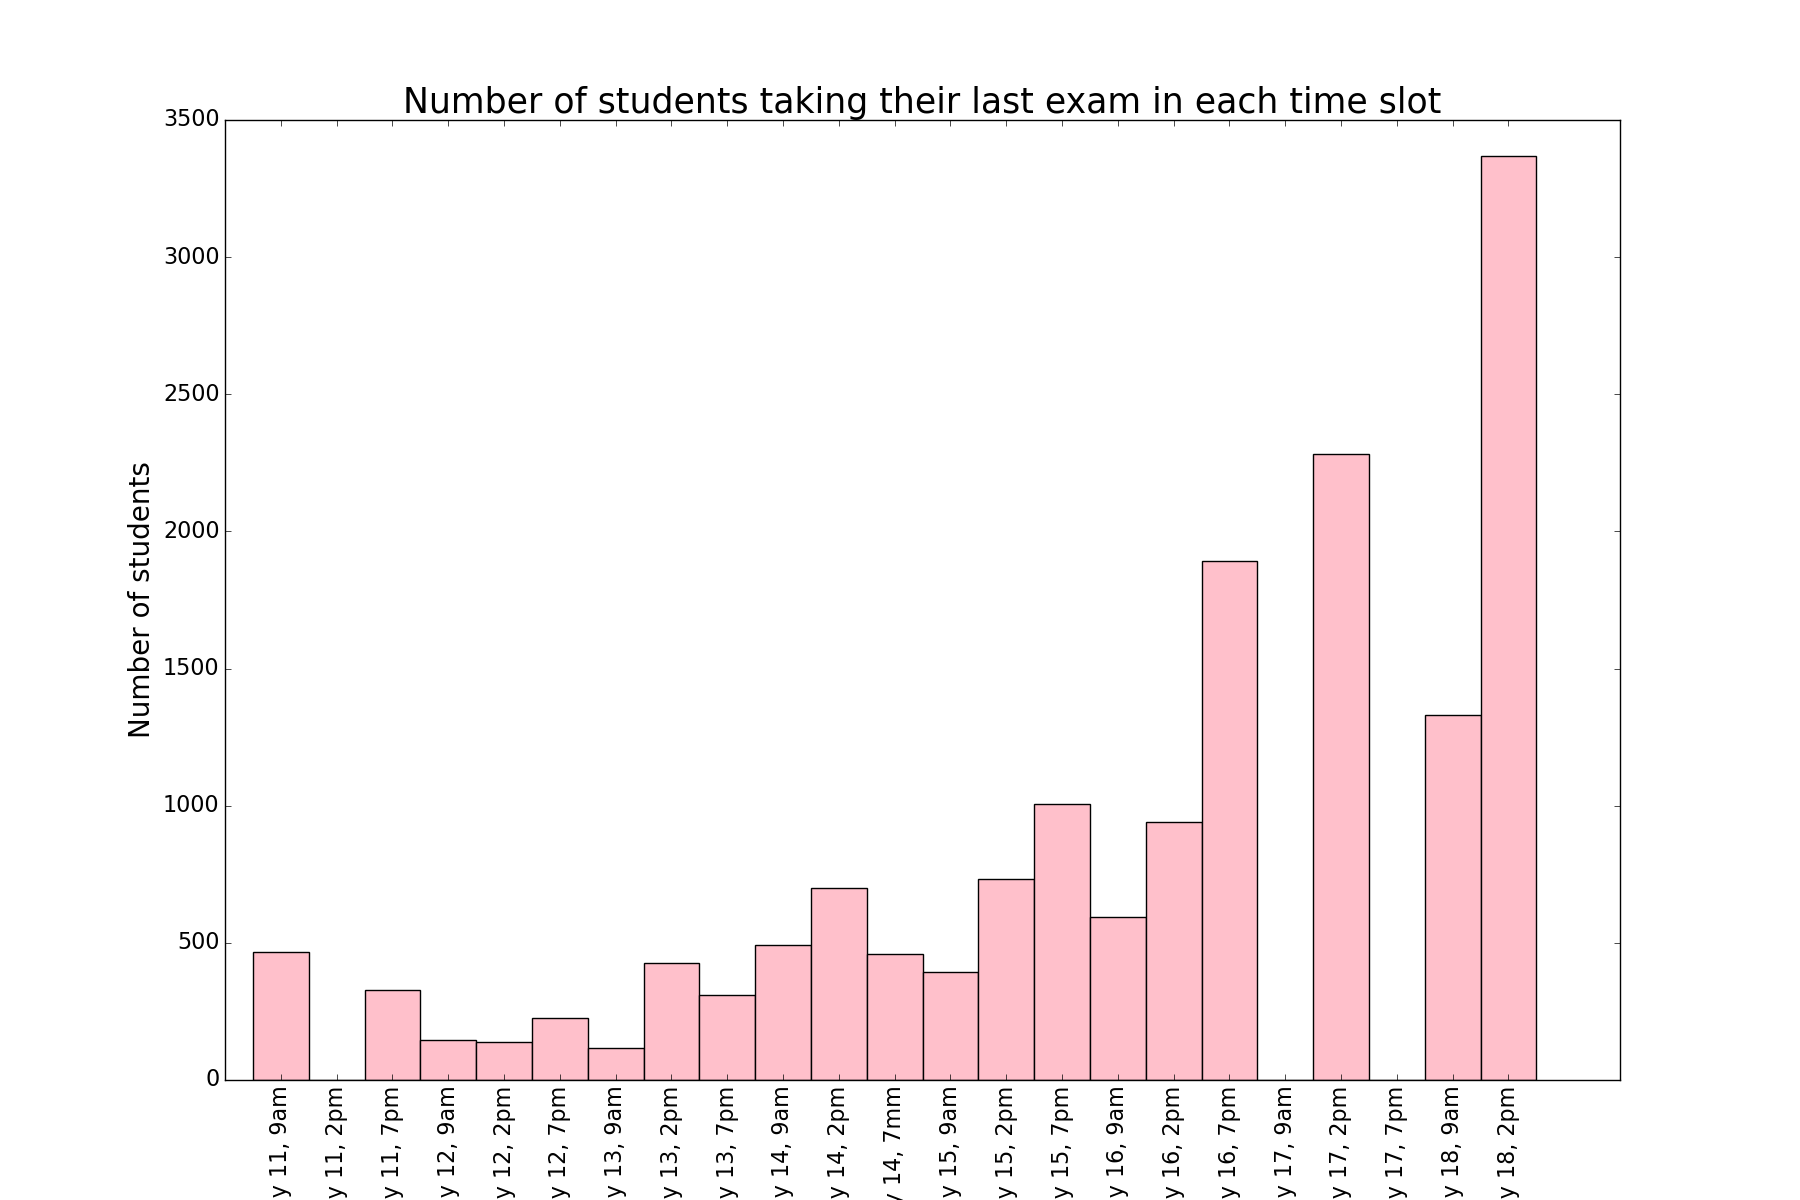 Number of students taking their last exam in each time slot
Number of students
3500
3000
2500
2000
1500
1000
500
0
y 11, 9am
y 11, 2pm
y 11, 7pm
y 12, 9am
y 12, 2pm
y 12, 7pm
y 13, 9am
y 13, 2pm
y 13, 7pm
y 14, 9am
y 14, 2pm
y 14, 7mm
y 15, 9am
y 15, 2pm
y 15, 7pm
y 16, 9am
y 16, 2pm
y 16, 7pm
y 17, 9am
y 17, 2pm
y 17, 7pm
y 18, 9am
y 18, 2pm